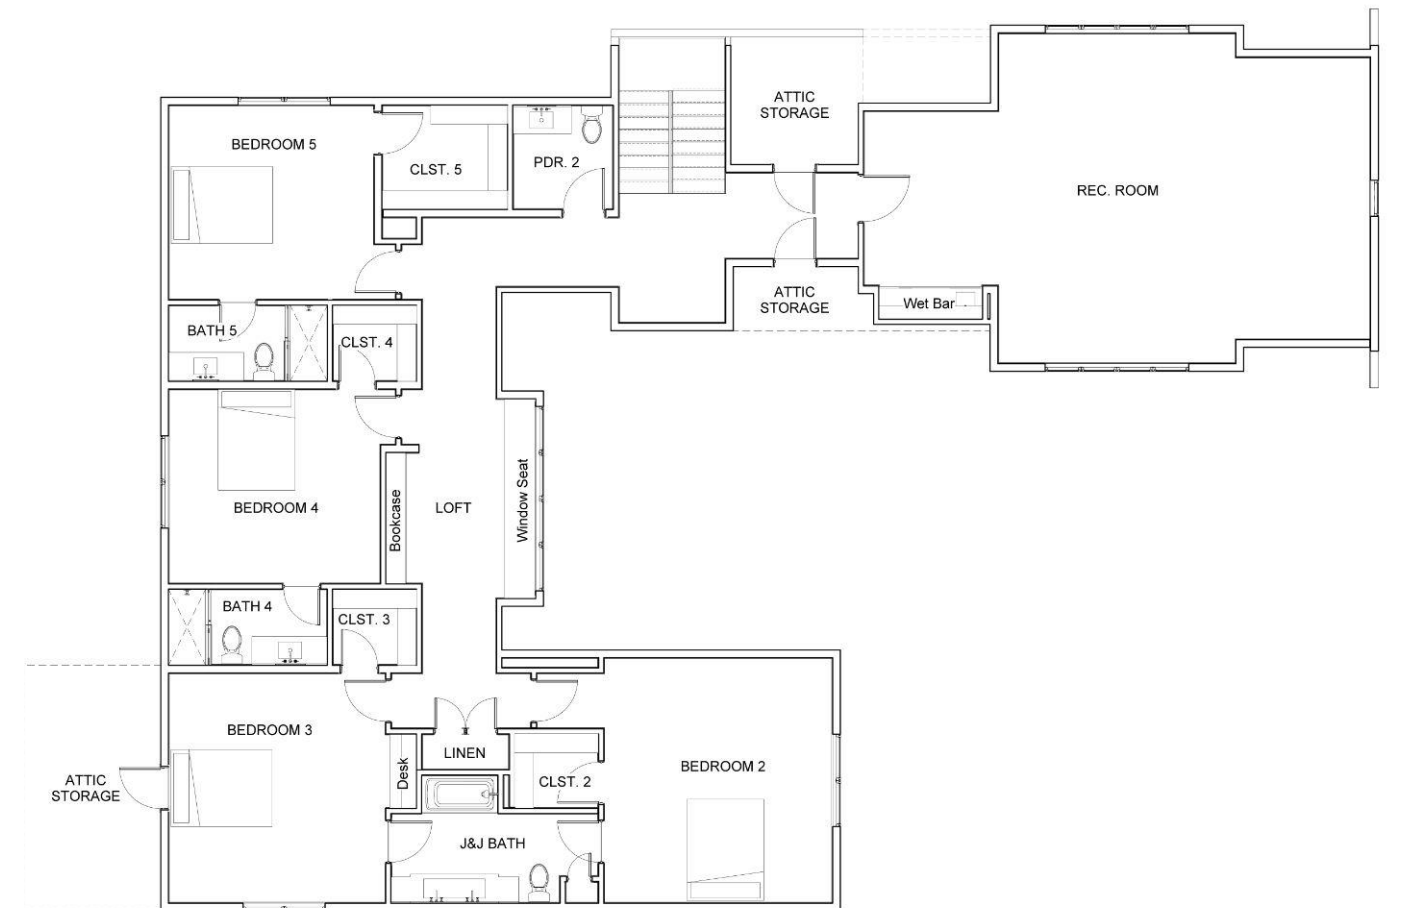 ATTIC
STORAGE
BEDROOM 5
CLST. 5
PDR. 2
REC. ROOM
ATTIC
STORAGE
Wet Bar
BATH 5
CLST. 4
BEDROOM 4
Bookcase
LOFT
Window Seat
BATH 4
CLST. 3
BEDROOM 3
LINEN
BEDROOM 2
ATTIC
STORAGE
Desk
CLST. 2
J&J BATH